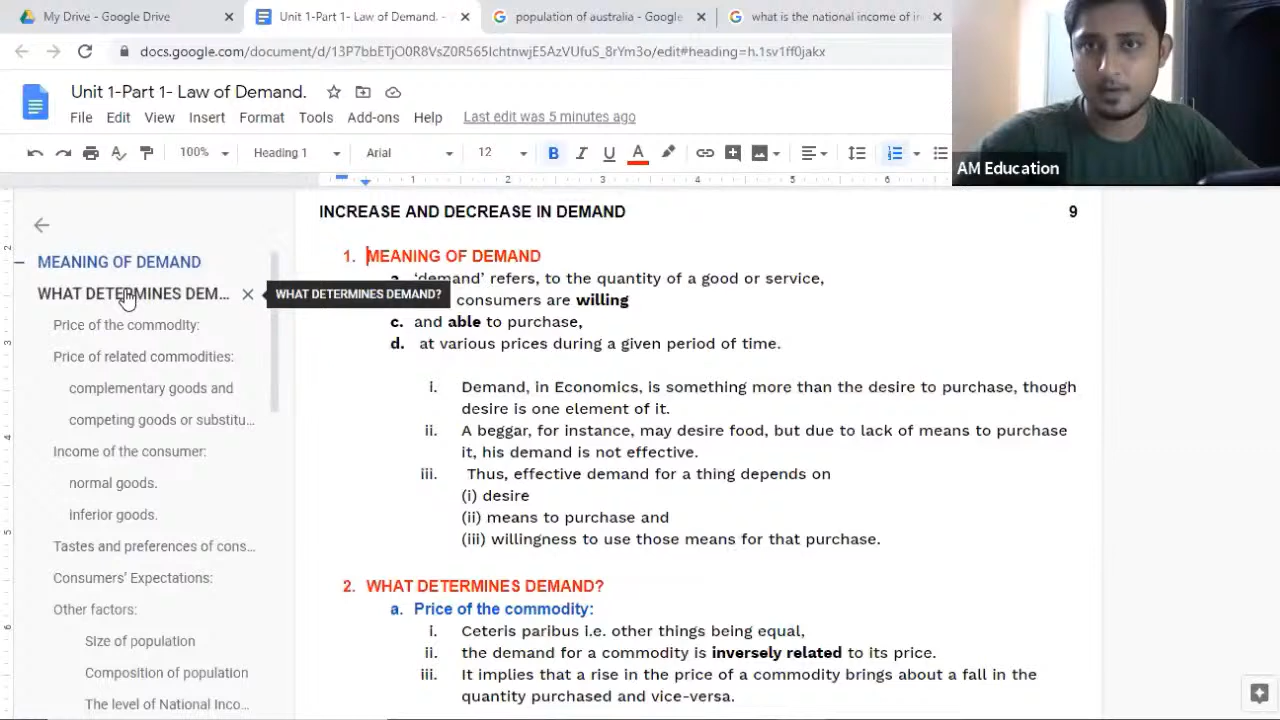 My Drive - Google Drive
Unit 1-Part 1- Law of Demand. -
population of australia - Google
what is the national income of in
docs.google.com/document/d/13P7bbETjO0R8VsZ0R565IchtnwjE5AzVUfuS_8rYm3o/edit#heading=h.1sv1ff0jakx
Unit 1-Part 1- Law of Demand.
File Edit View Insert Format Tools Add-ons Help Last edit was 5 minutes ago
100% Heading 1 Arial 12 B I U A
AM Education
1 2 3 4 5 6
INCREASE AND DECREASE IN DEMAND 9
MEANING OF DEMAND
WHAT DETERMINES DEM...
WHAT DETERMINES DEMAND?
Price of the commodity:
Price of related commodities:
complementary goods and
competing goods or substitu...
Income of the consumer:
normal goods.
inferior goods.
Tastes and preferences of cons...
Consumers' Expectations:
Other factors:
Size of population
Composition of population
The level of National Inco...
1. MEANING OF DEMAND
a. ‘demand’ refers, to the quantity of a good or service,
consumers are willing
c. and able to purchase,
d. at various prices during a given period of time.
i. Demand, in Economics, is something more than the desire to purchase, though
desire is one element of it.
ii. A beggar, for instance, may desire food, but due to lack of means to purchase
it, his demand is not effective.
iii. Thus, effective demand for a thing depends on
(i) desire
(ii) means to purchase and
(iii) willingness to use those means for that purchase.
2. WHAT DETERMINES DEMAND?
a. Price of the commodity:
i. Ceteris paribus i.e. other things being equal,
ii. the demand for a commodity is inversely related to its price.
iii. It implies that a rise in the price of a commodity brings about a fall in the
quantity purchased and vice-versa.